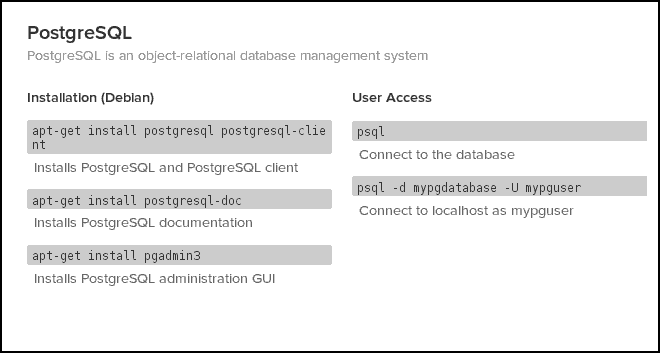 PostgreSQL
PostgreSQL is an object-relational database management system
Installation (Debian)
apt-get install postgresql postgresql-clie
nt
Installs PostgreSQL and PostgreSQL client
apt-get install postgresql-doc
Installs PostgreSQL documentation
apt-get install pgadmin3
Installs PostgreSQL administration GUI
User Access
psql
Connect to the database
psql -d mypgdatabase -U mypguser
Connect to localhost as mypguser